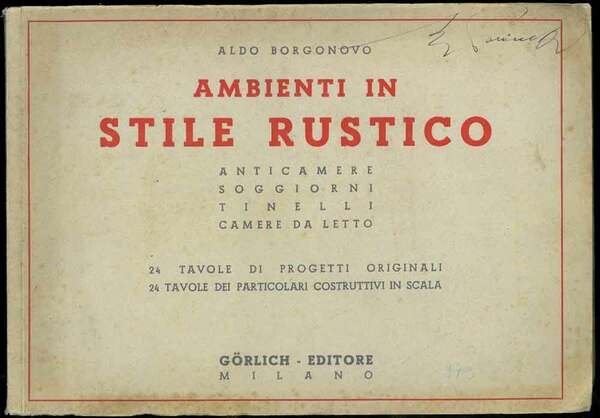 ALDO BORGONOVO
AMBIENTI IN
STILE RUSTICO
ANTICAMERE
SOGGIORNI
TINELLI
CAMERE DA LETTO
24 TAVOLE DI PROGETTI ORIGINALI
24 TAVOLE DEI PARTICOLARI COSTRUTTIVI IN SCALA
GÖRLICH - EDITORE
MILANO